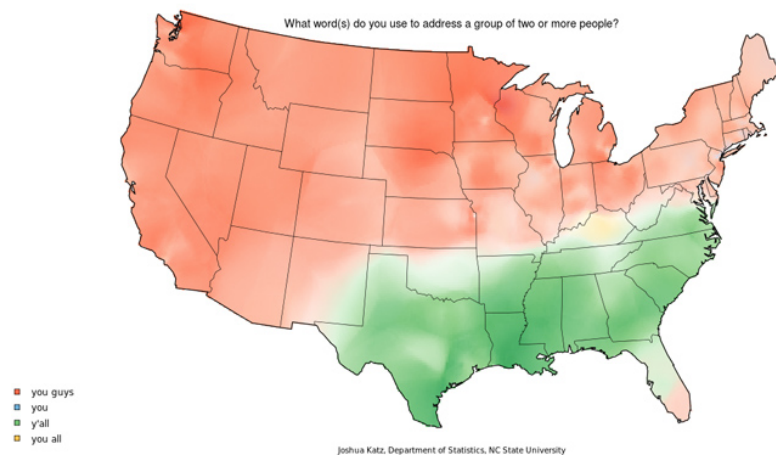 What word(s) do you use to address a group of two or more people?
you guys
you
y'all
you all
Joshua Katz, Department of Statistics, NC State University